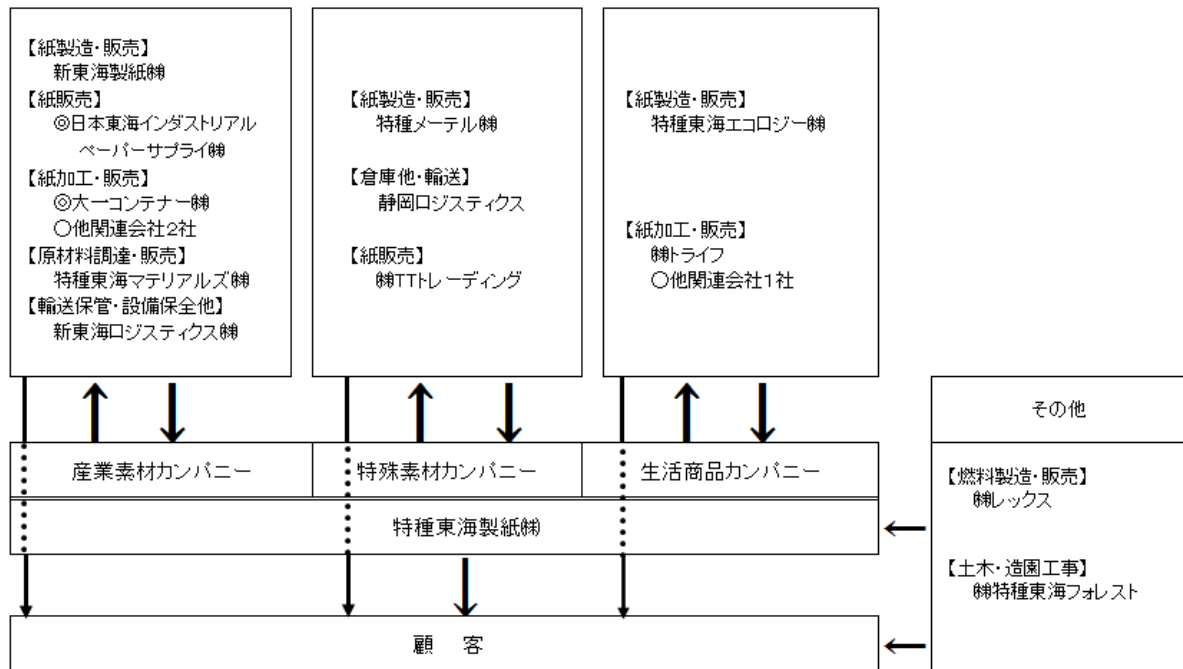 【紙製造・販売】
新東海製紙㈱
【紙販売】
◎日本東海インダストリアル
ペーパーサプライ㈱
【紙加工・販売】
◎大一コンテナー㈱
○他関連会社2社
【原材料調達・販売】
特種東海マテリアルズ㈱
【輸送保管・設備保全他】
新東海ロジスティクス㈱
【紙製造・販売】
特種メーテル㈱
【倉庫他・輸送】
静岡ロジスティクス
【紙販売】
㈱TTトレーディング
【紙製造・販売】
特種東海エコロジー㈱
【紙加工・販売】
㈱トライフ
○他関連会社1社
産業素材カンパニー
特殊素材カンパニー
生活商品カンパニー
特種東海製紙㈱
顧 客
その他
【燃料製造・販売】
㈱レックス
【土木・造園工事】
㈱特種東海フォレスト